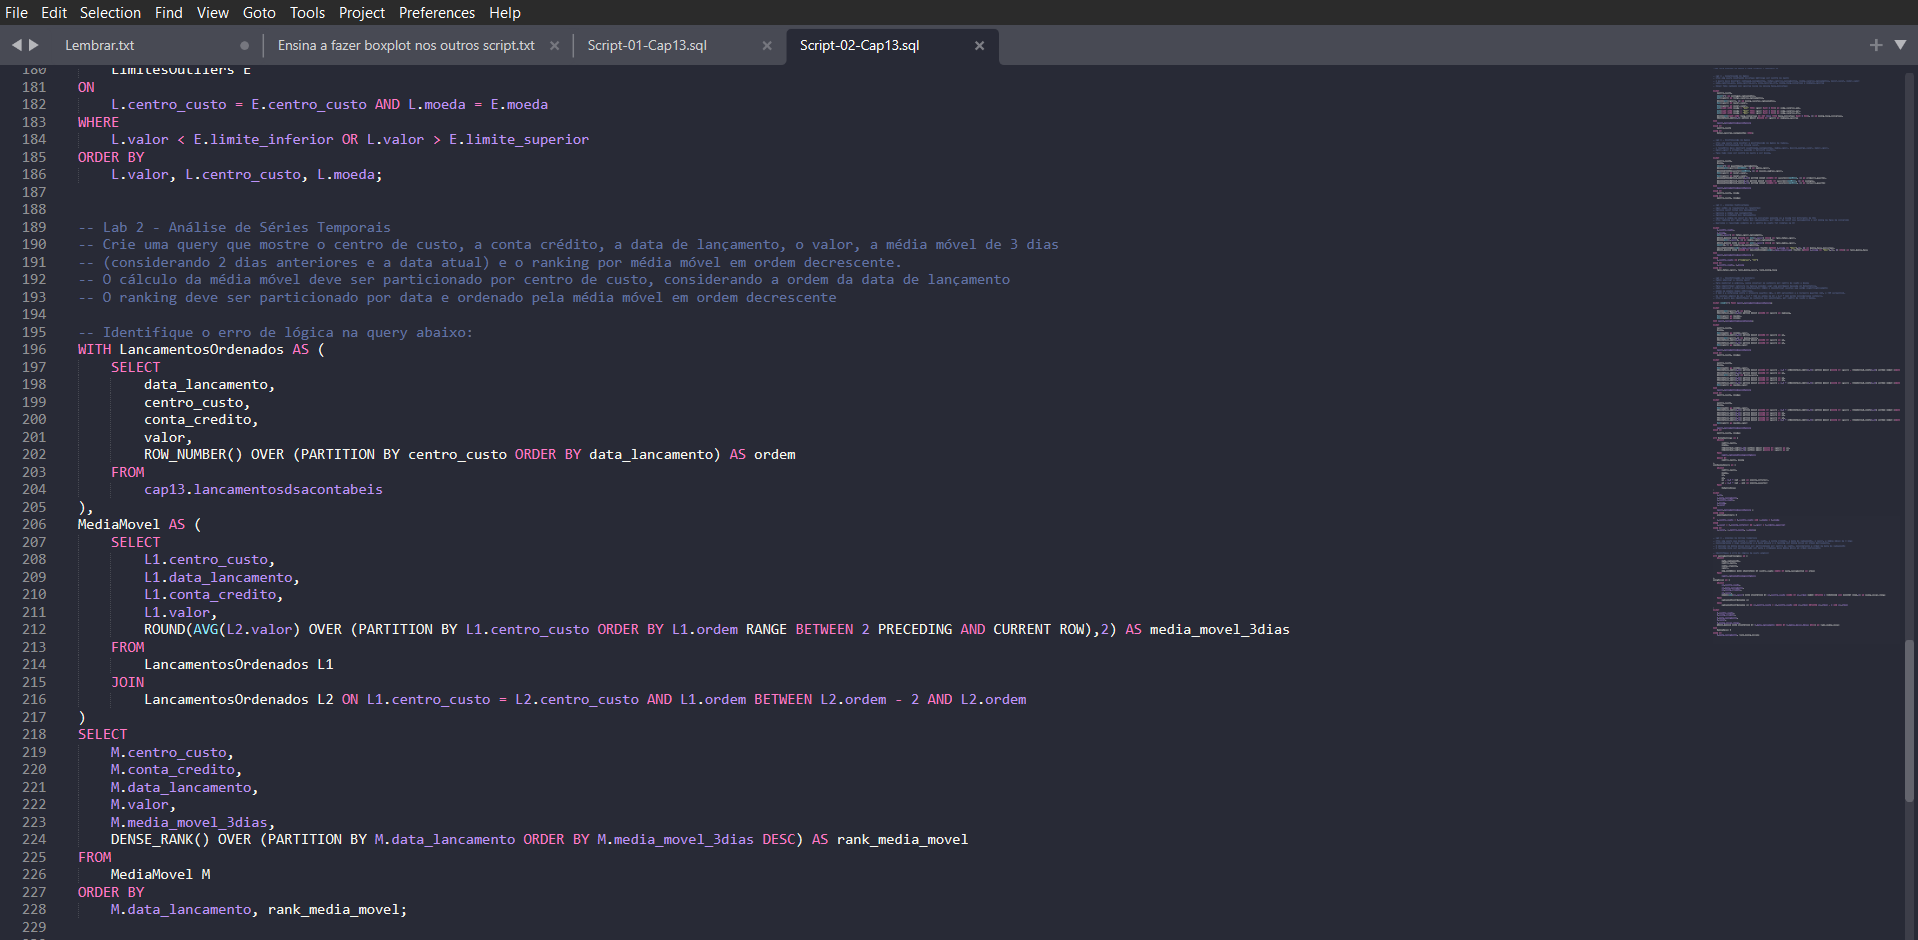 File Edit Selection Find View Goto Tools Project Preferences Help
Lembrar.txt Ensina a fazer boxplot nos outros script.txt Script-01-Cap13.sql Script-02-Cap13.sql
180 LimitesOutliers E
181 ON
182 L.centro_custo = E.centro_custo AND L.moeda = E.moeda
183 WHERE
184 L.valor < E.limite_inferior OR L.valor > E.limite_superior
185 ORDER BY
186 L.valor, L.centro_custo, L.moeda;
187
188
189 -- Lab 2 - Análise de Séries Temporais
190 -- Crie uma query que mostre o centro de custo, a conta crédito, a data de lançamento, o valor, a média móvel de 3 dias
191 -- (considerando 2 dias anteriores e a data atual) e o ranking por média móvel em ordem decrescente.
192 -- O cálculo da média móvel deve ser particionado por centro de custo, considerando a ordem da data de lançamento
193 -- O ranking deve ser particionado por data e ordenado pela média móvel em ordem decrescente
194
195 -- Identifique o erro de lógica na query abaixo:
196 WITH LancamentosOrdenados AS (
197 SELECT
198 data_lancamento,
199 centro_custo,
200 conta_credito,
201 valor,
202 ROW_NUMBER() OVER (PARTITION BY centro_custo ORDER BY data_lancamento) AS ordem
203 FROM
204 cap13.lancamentosdsacontabeis
205 ),
206 MediaMovel AS (
207 SELECT
208 L1.centro_custo,
209 L1.data_lancamento,
210 L1.conta_credito,
211 L1.valor,
212 ROUND(AVG(L2.valor) OVER (PARTITION BY L1.centro_custo ORDER BY L1.ordem RANGE BETWEEN 2 PRECEDING AND CURRENT ROW),2) AS media_movel_3dias
213 FROM
214 LancamentosOrdenados L1
215 JOIN
216 LancamentosOrdenados L2 ON L1.centro_custo = L2.centro_custo AND L1.ordem BETWEEN L2.ordem - 2 AND L2.ordem
217 )
218 SELECT
219 M.centro_custo,
220 M.conta_credito,
221 M.data_lancamento,
222 M.valor,
223 M.media_movel_3dias,
224 DENSE_RANK() OVER (PARTITION BY M.data_lancamento ORDER BY M.media_movel_3dias DESC) AS rank_media_movel
225 FROM
226 MediaMovel M
227 ORDER BY
228 M.data_lancamento, rank_media_movel;
229